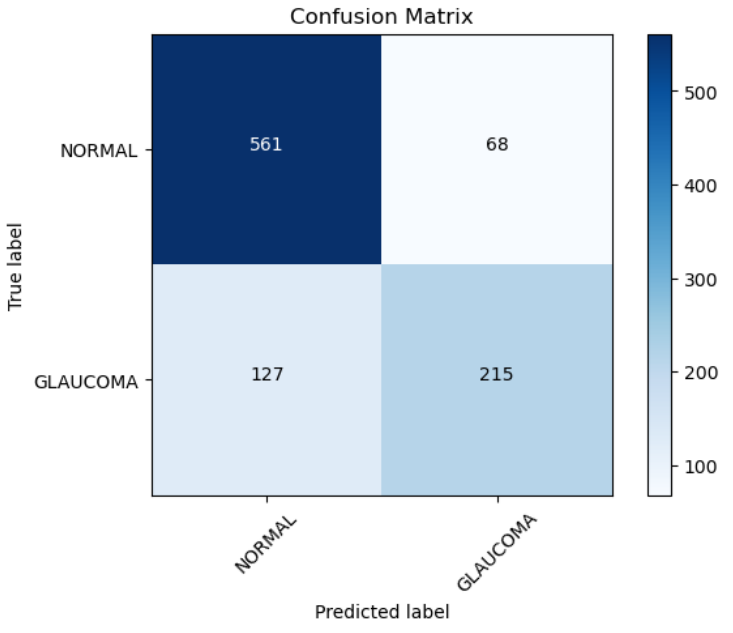 Confusion Matrix
True label
NORMAL
561
68
GLAUCOMA
127
215
NORMAL
GLAUCOMA
Predicted label
500
400
300
200
100